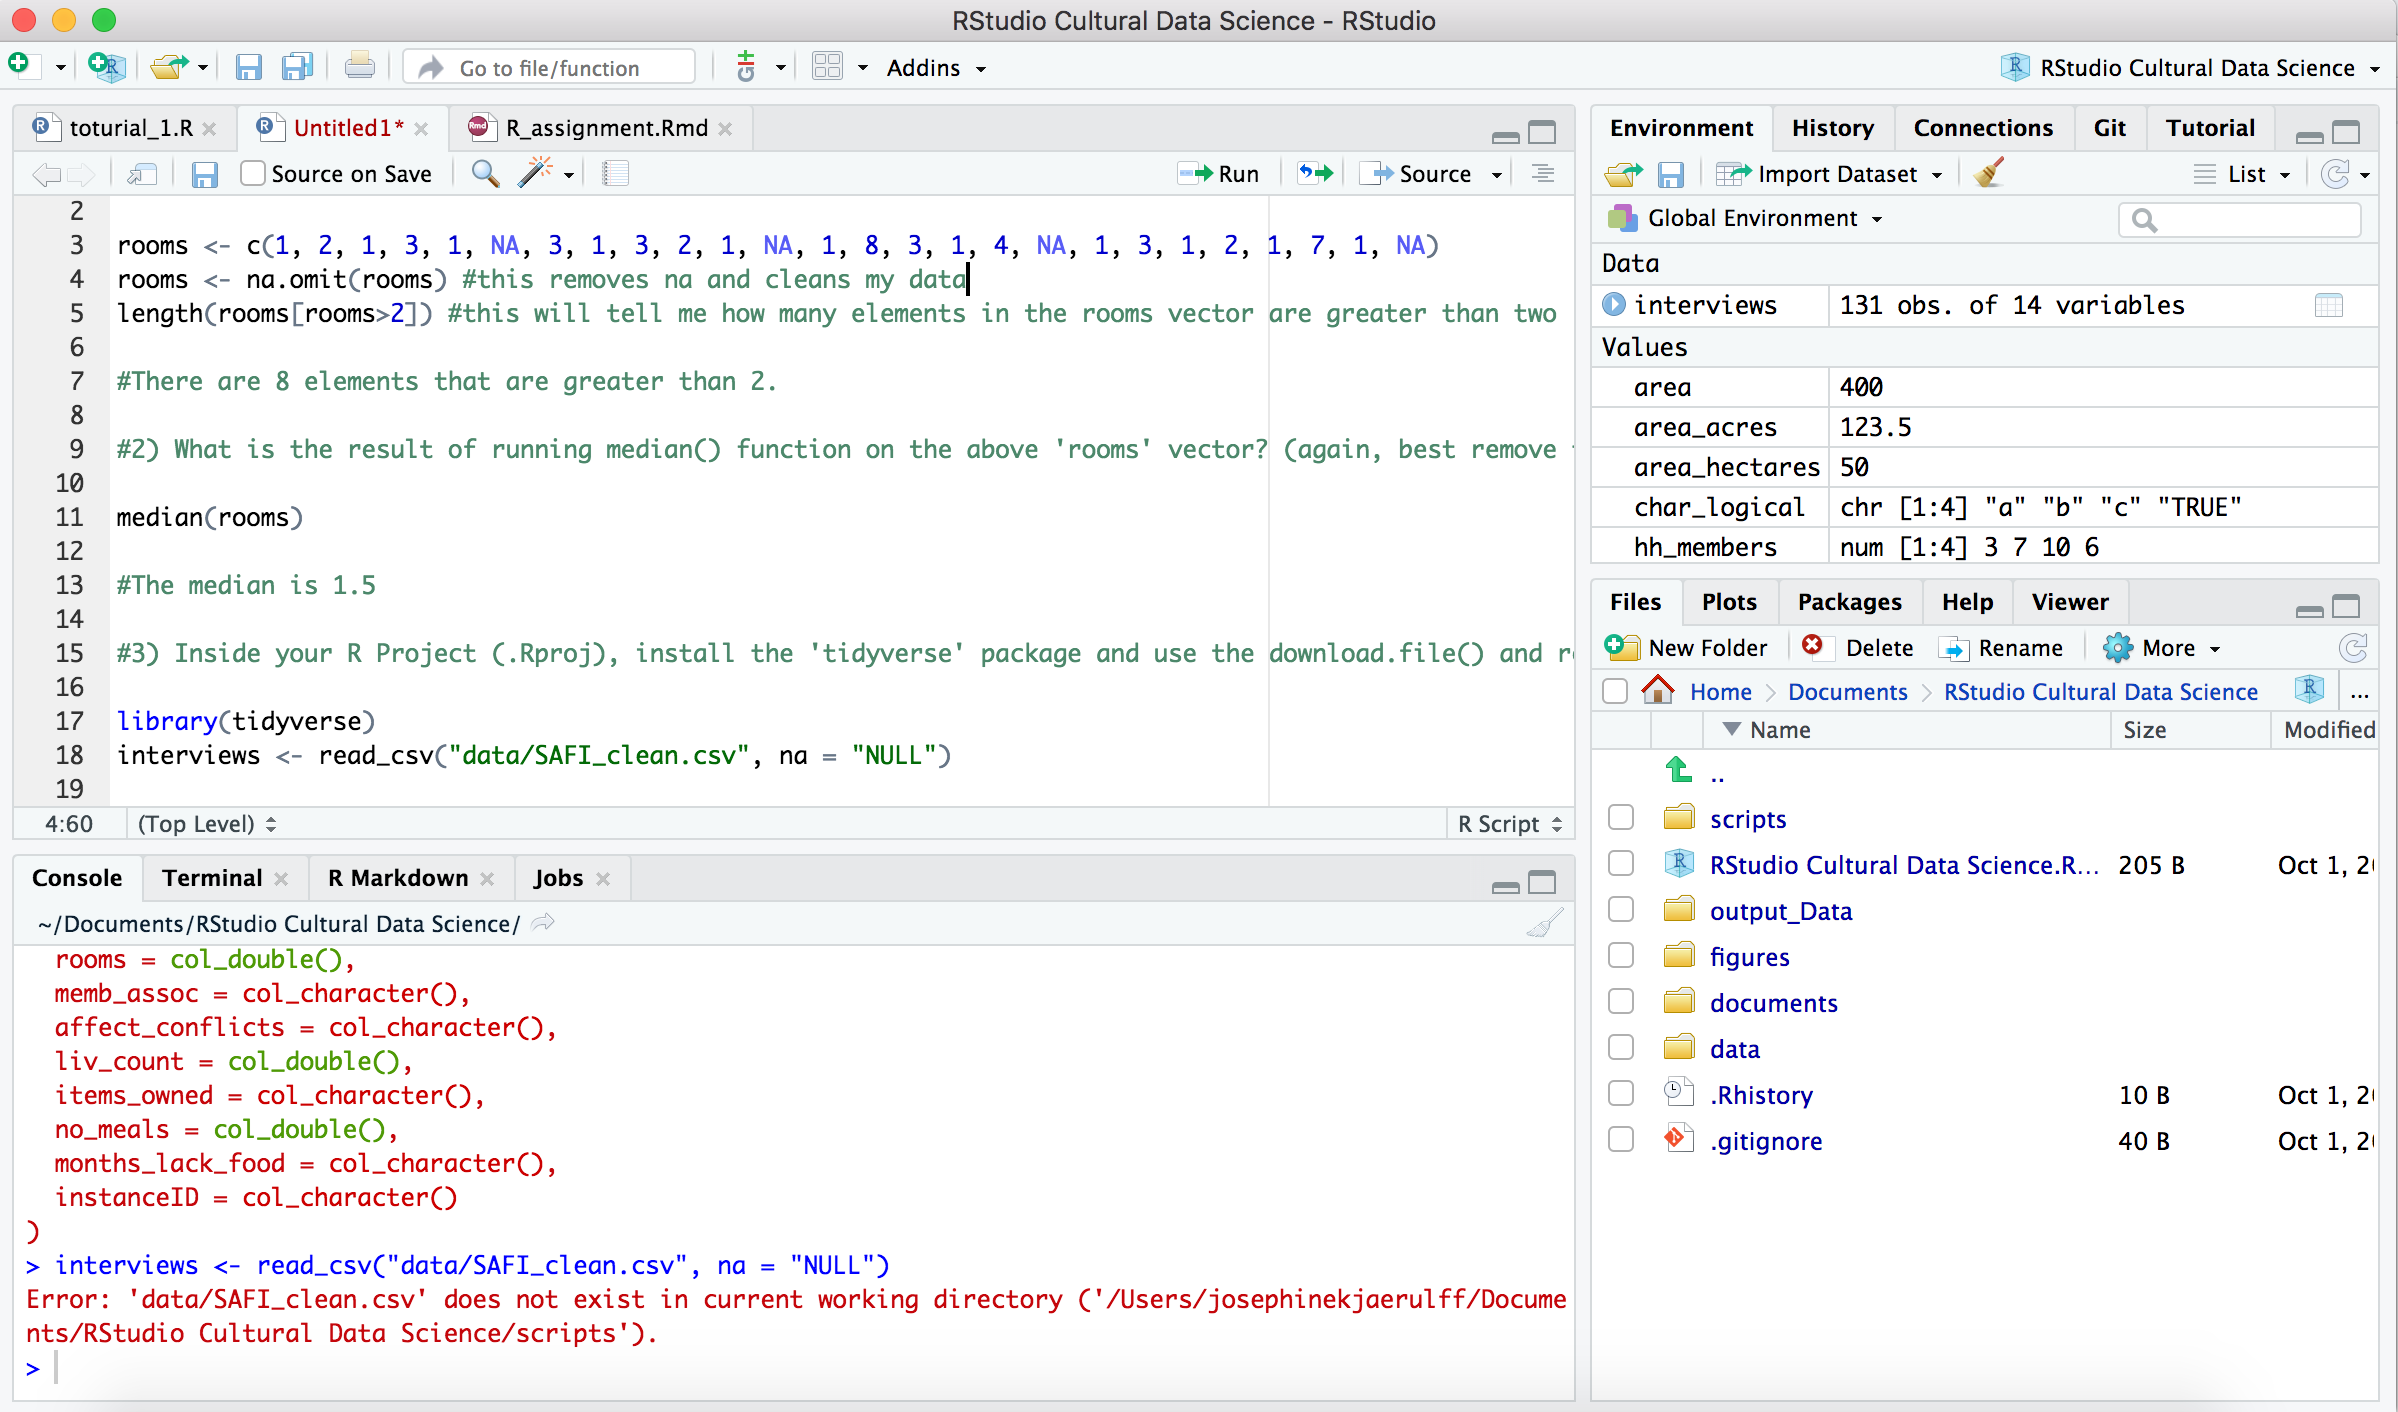 RStudio Cultural Data Science - RStudio
Go to file/function
Addins
RStudio Cultural Data Science
toturial_1.R
Untitled1*
R_assignment.Rmd
Source on Save
Run
Source
2
3 rooms <- c(1, 2, 1, 3, 1, NA, 3, 1, 3, 2, 1, NA, 1, 8, 3, 1, 4, NA, 1, 3, 1, 2, 1, 7, 1, NA)
4 rooms <- na.omit(rooms) #this removes na and cleans my data
5 length(rooms[rooms>2]) #this will tell me how many elements in the rooms vector are greater than two
6
7 #There are 8 elements that are greater than 2.
8
9 #2) What is the result of running median() function on the above 'rooms' vector? (again, best remove
10
11 median(rooms)
12
13 #The median is 1.5
14
15 #3) Inside your R Project (.Rproj), install the 'tidyverse' package and use the download.file() and
16
17 library(tidyverse)
18 interviews <- read_csv("data/SAFI_clean.csv", na = "NULL")
19
4:60
(Top Level)
R Script
Console
Terminal
R Markdown
Jobs
~/Documents/RStudio Cultural Data Science/
rooms = col_double(),
memb_assoc = col_character(),
affect_conflicts = col_character(),
liv_count = col_double(),
items_owned = col_character(),
no_meals = col_double(),
months_lack_food = col_character(),
instanceID = col_character()
)
> interviews <- read_csv("data/SAFI_clean.csv", na = "NULL")
Error: 'data/SAFI_clean.csv' does not exist in current working directory ('/Users/josephinekjaerulff/Docume
nts/RStudio Cultural Data Science/scripts').
>
Environment
History
Connections
Git
Tutorial
Import Dataset
List
Global Environment
Data
interviews 131 obs. of 14 variables
Values
area 400
area_acres 123.5
area_hectares 50
char_logical chr [1:4] "a" "b" "c" "TRUE"
hh_members num [1:4] 3 7 10 6
Files
Plots
Packages
Help
Viewer
New Folder
Delete
Rename
More
Home
Documents
RStudio Cultural Data Science
...
Name
Size
Modified
..
scripts
RStudio Cultural Data Science.R... 205 B Oct 1,
output_Data
figures
documents
data
.Rhistory 10 B Oct 1,
.gitignore 40 B Oct 1,